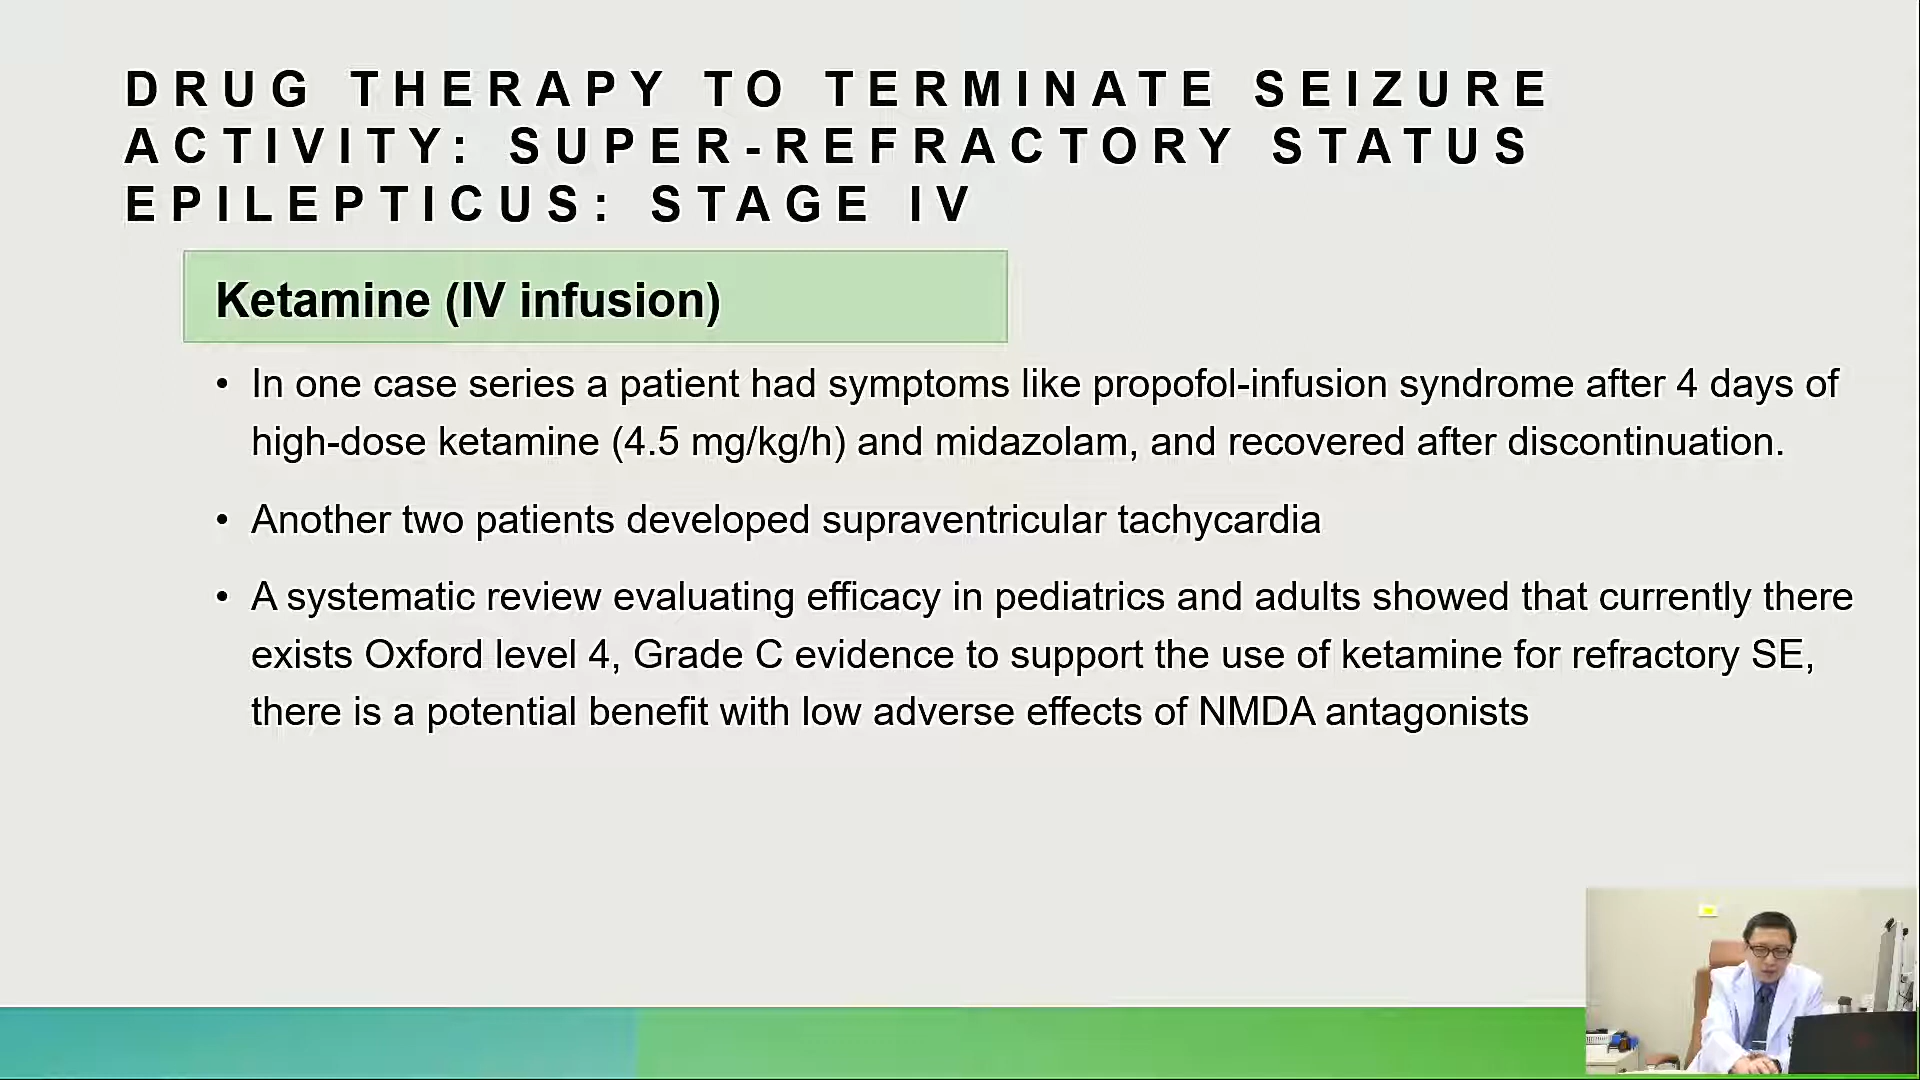 DRUG THERAPY TO TERMINATE SEIZURE
ACTIVITY: SUPER-REFRACTORY STATUS
EPILEPTICUS: STAGE IV
Ketamine (IV infusion)
• In one case series a patient had symptoms like propofol-infusion syndrome after 4 days of
high-dose ketamine (4.5 mg/kg/h) and midazolam, and recovered after discontinuation.
• Another two patients developed supraventricular tachycardia
• A systematic review evaluating efficacy in pediatrics and adults showed that currently there
exists Oxford level 4, Grade C evidence to support the use of ketamine for refractory SE,
there is a potential benefit with low adverse effects of NMDA antagonists